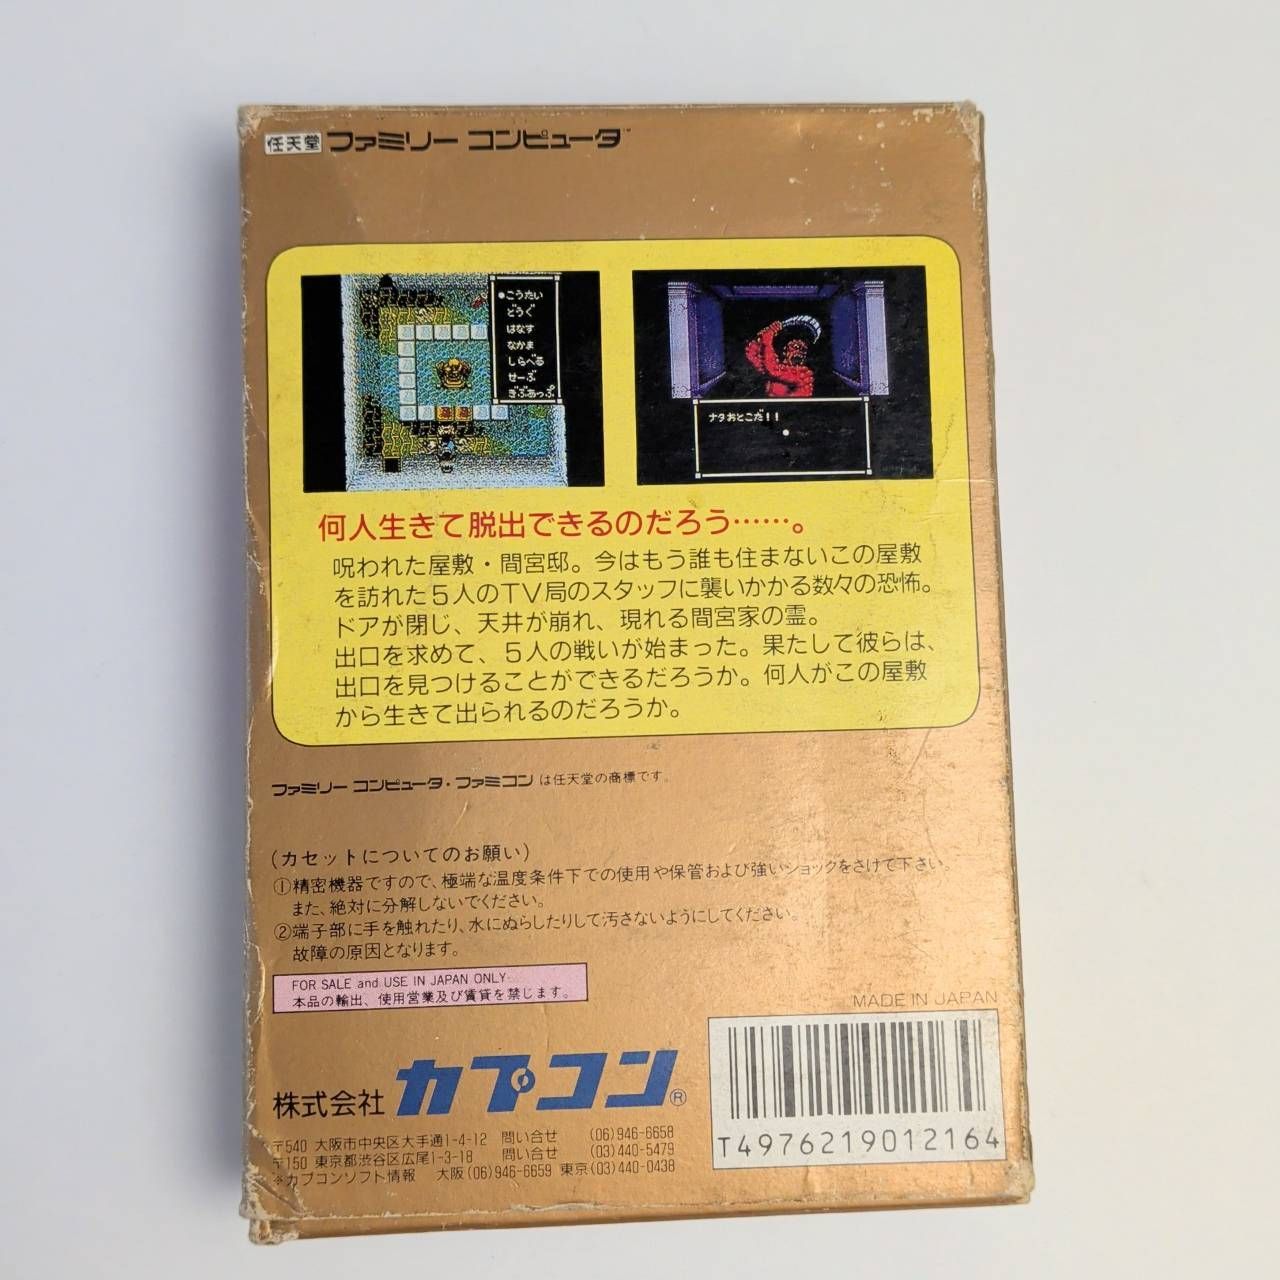 任天堂 ファミリー コンピュータ™
●こうたい
どうぐ
はなす
なかま
しらべる
せーぶ
ぎぶあっぷ
ナタおとこだ!!
何人生きて脱出できるのだろう……。
呪われた屋敷・間宮邸。今はもう誰も住まないこの屋敷
を訪れた5人のTV局のスタッフに襲いかかる数々の恐怖。
ドアが閉じ、天井が崩れ、現れる間宮家の霊。
出口を求めて、5人の戦いが始まった。果たして彼らは、
出口を見つけることができるだろうか。何人がこの屋敷
から生きて出られるのだろうか。
ファミリー コンピュータ・ファミコン は任天堂の商標です。
(カセットについてのお願い)
①精密機器ですので、極端な温度条件下での使用や保管および強いショックをさけて下さい。
また、絶対に分解しないでください。
②端子部に手を触れたり、水にぬらしたりして汚さないようにしてください。
故障の原因となります。
FOR SALE and USE IN JAPAN ONLY
本品の輸出、使用営業及び賃貸を禁じます。
MADE IN JAPAN
株式会社 カプコン®
〒540 大阪市中央区大手通1-4-12 問い合せ (06)946-6658
〒150 東京都渋谷区広尾1-3-18 問い合せ (03)440-5479
※カプコンソフト情報 大阪(06)946-6659 東京(03)440-0438
T4976219012164